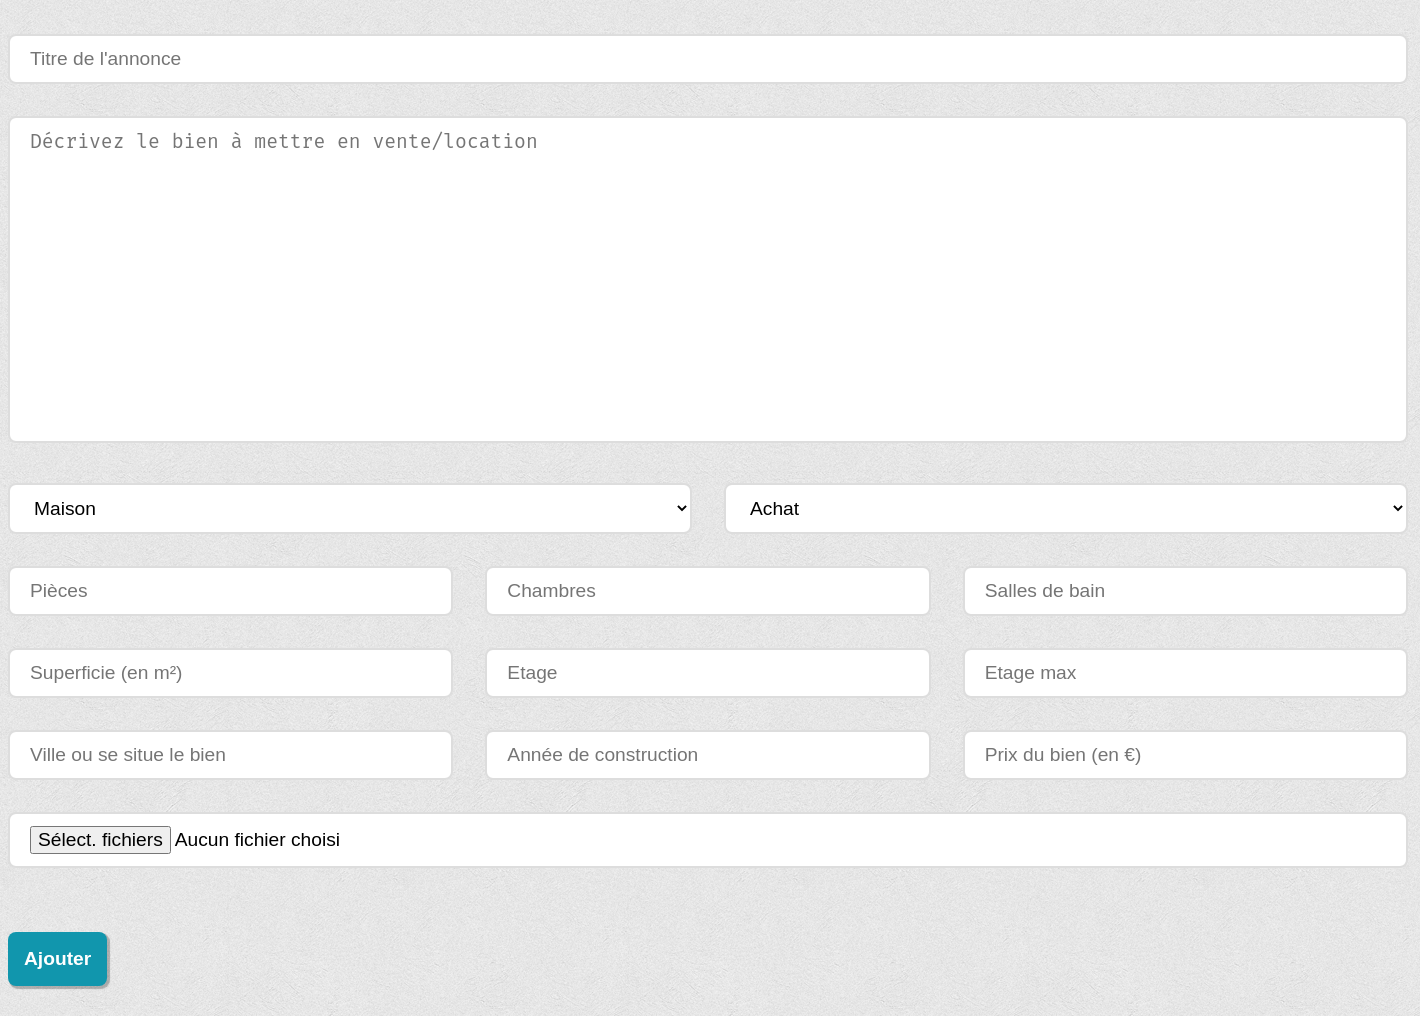 Titre de l'annonce
Décrivez le bien à mettre en vente/location
Maison
Achat
Pièces
Chambres
Salles de bain
Superficie (en m²)
Etage
Etage max
Ville ou se situe le bien
Année de construction
Prix du bien (en €)
Sélect. fichiers Aucun fichier choisi
Ajouter